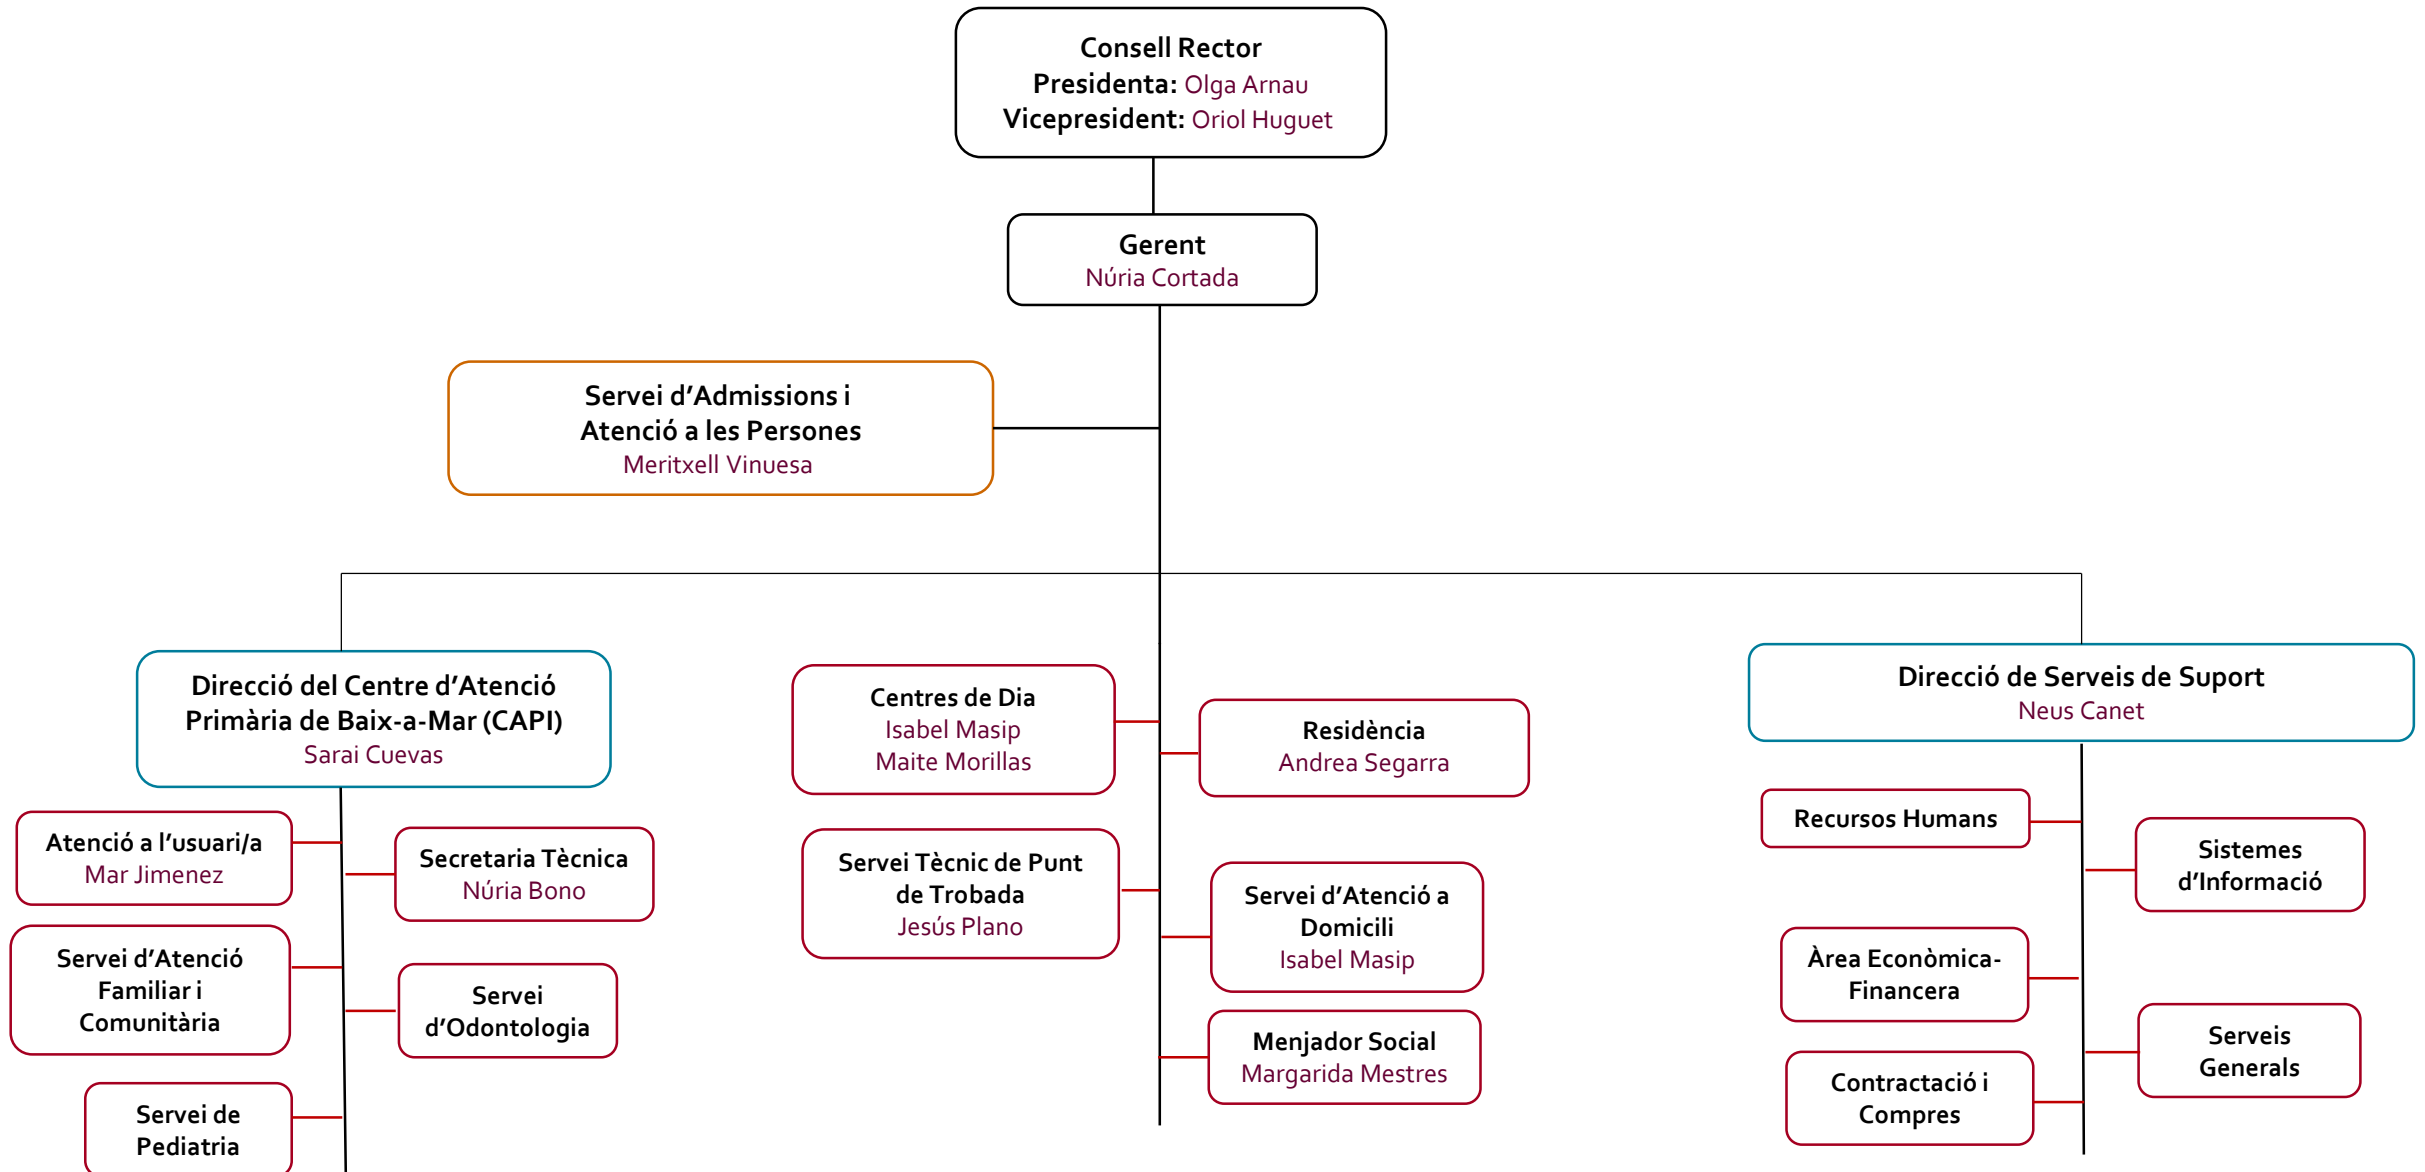 Consell Rector
Presidenta: Olga Arnau
Vicepresident: Oriol Huguet
Gerent
Núria Cortada
Servei d’Admissions i
Atenció a les Persones
Meritxell Vinuesa
Direcció del Centre d’Atenció
Primària de Baix-a-Mar (CAPI)
Sarai Cuevas
Atenció a l’usuari/a
Mar Jimenez
Secretaria Tècnica
Núria Bono
Servei d’Atenció
Familiar i
Comunitària
Servei
d’Odontologia
Servei de
Pediatria
Centres de Dia
Isabel Masip
Maite Morillas
Residència
Andrea Segarra
Servei Tècnic de Punt
de Trobada
Jesús Plano
Servei d’Atenció a
Domicili
Isabel Masip
Menjador Social
Margarida Mestres
Direcció de Serveis de Suport
Neus Canet
Recursos Humans
Sistemes
d’Informació
Àrea Econòmica-
Financera
Serveis
Generals
Contractació i
Compres